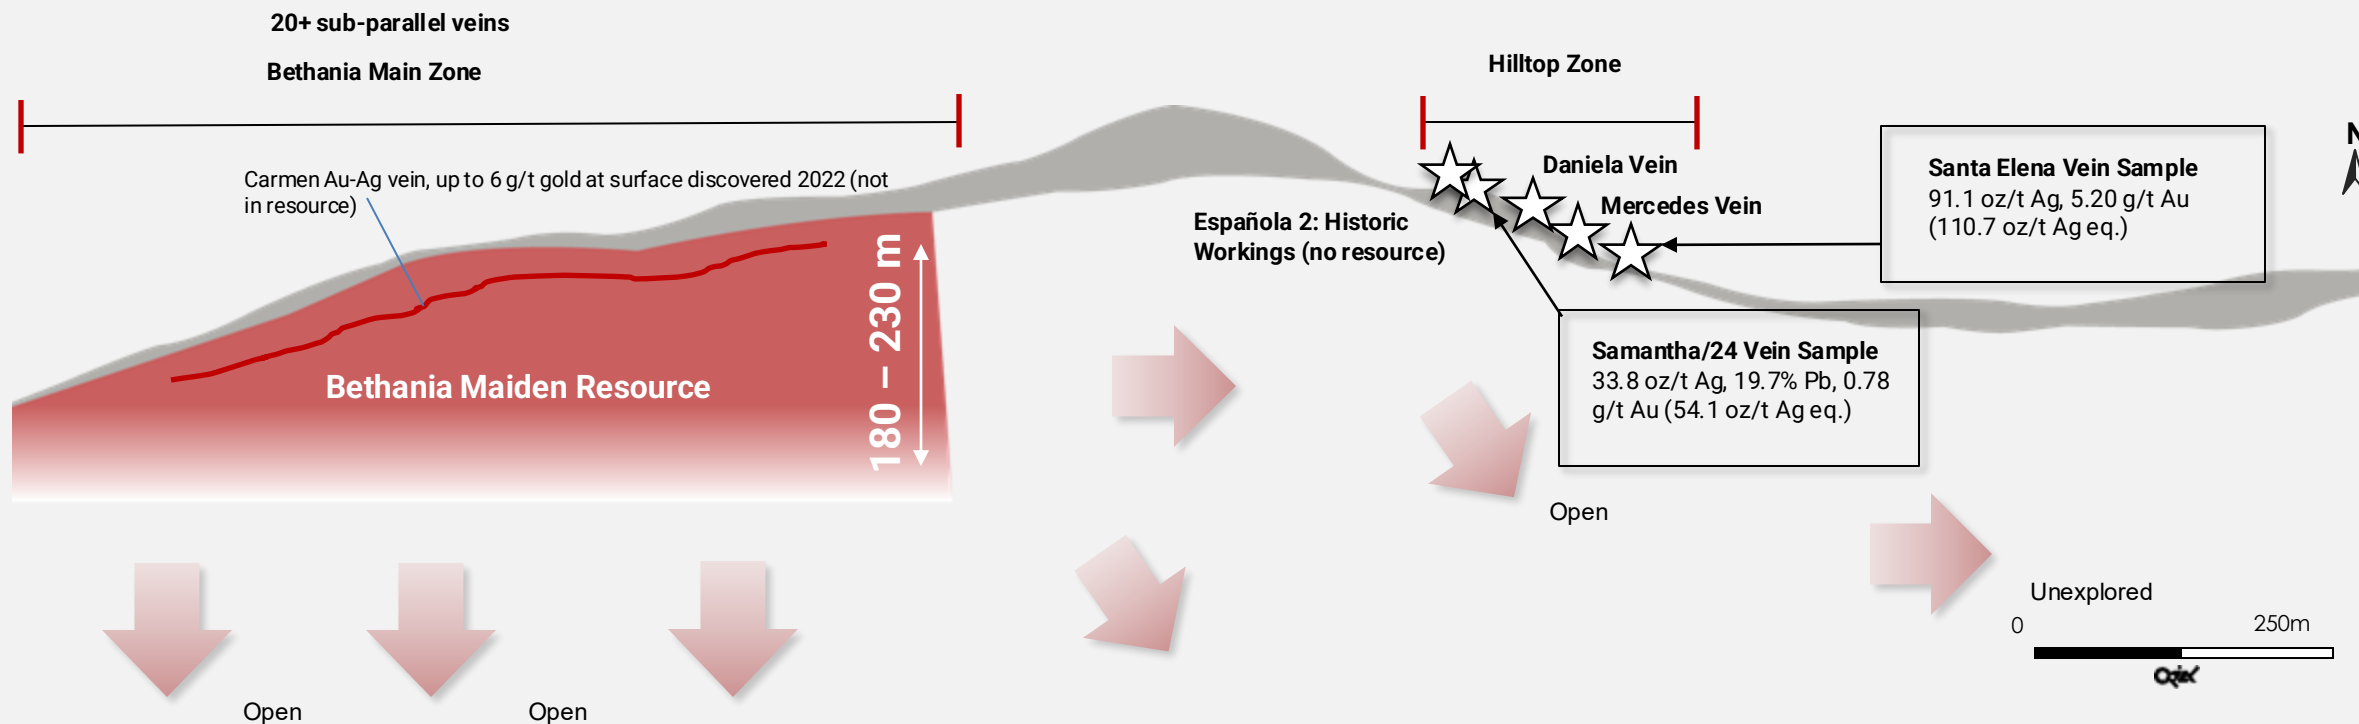 20+ sub-parallel veins
Bethania Main Zone
Hilltop Zone
Carmen Au-Ag vein, up to 6 g/t gold at surface discovered 2022 (not
in resource)
Daniela Vein
Mercedes Vein
Española 2: Historic
Workings (no resource)
Santa Elena Vein Sample
91.1 oz/t Ag, 5.20 g/t Au
(110.7 oz/t Ag eq.)
N
180 – 230 m
Bethania Maiden Resource
Samantha/24 Vein Sample
33.8 oz/t Ag, 19.7% Pb, 0.78
g/t Au (54.1 oz/t Ag eq.)
Open
Unexplored
0 250m
Open Open